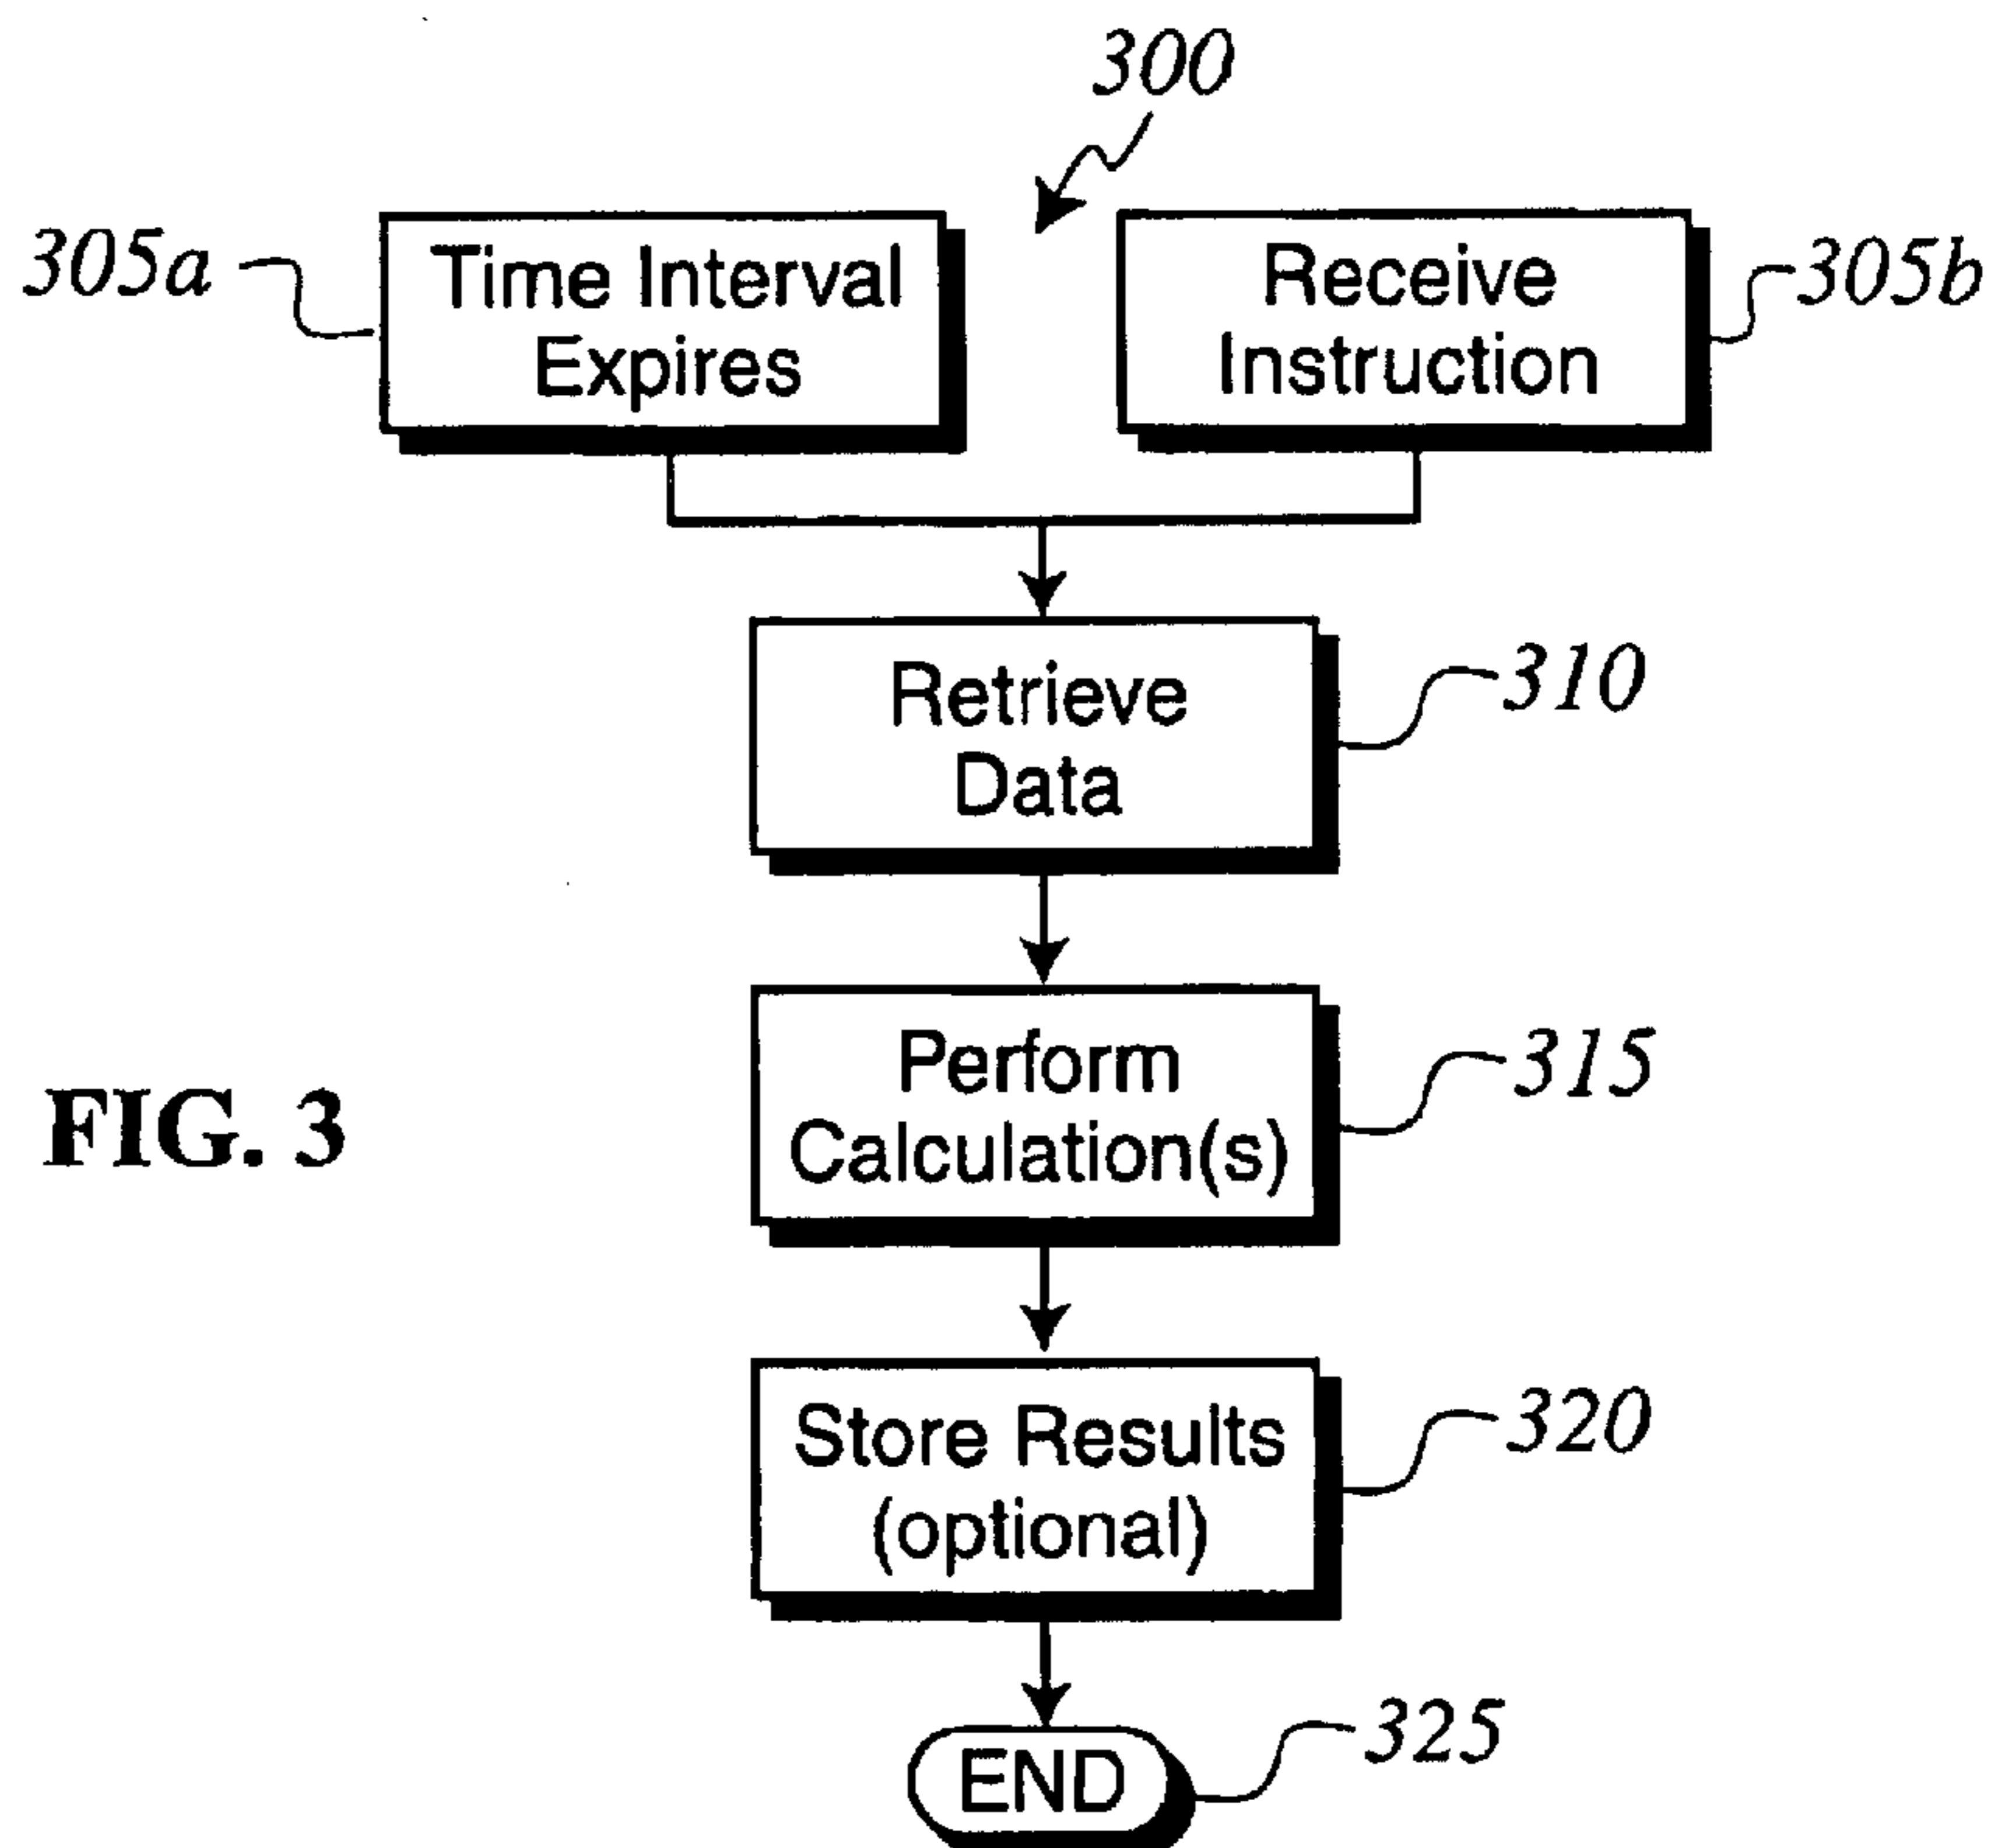 300
305a
Time Interval
Expires
Receive
Instruction
305b
Retrieve
Data
310
Perform
Calculation(s)
315
FIG. 3
Store Results
(optional)
320
END
325